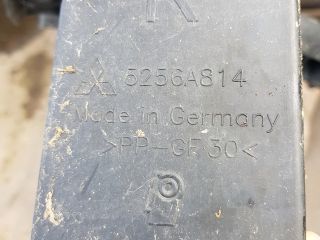 R
5256A814
Made in Germany
>PP-GF30<